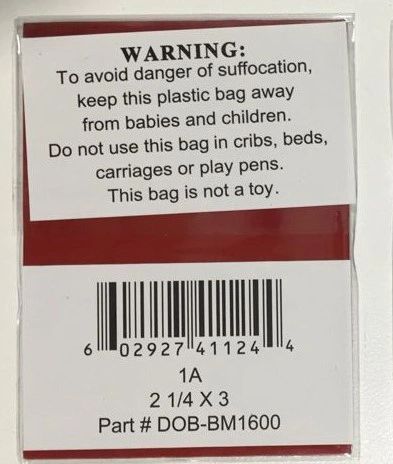 WARNING:
To avoid danger of suffocation,
keep this plastic bag away
from babies and children.
Do not use this bag in cribs, beds,
carriages or play pens.
This bag is not a toy.
6 02927 41124 4
1A
2 1/4 X 3
Part # DOB-BM1600